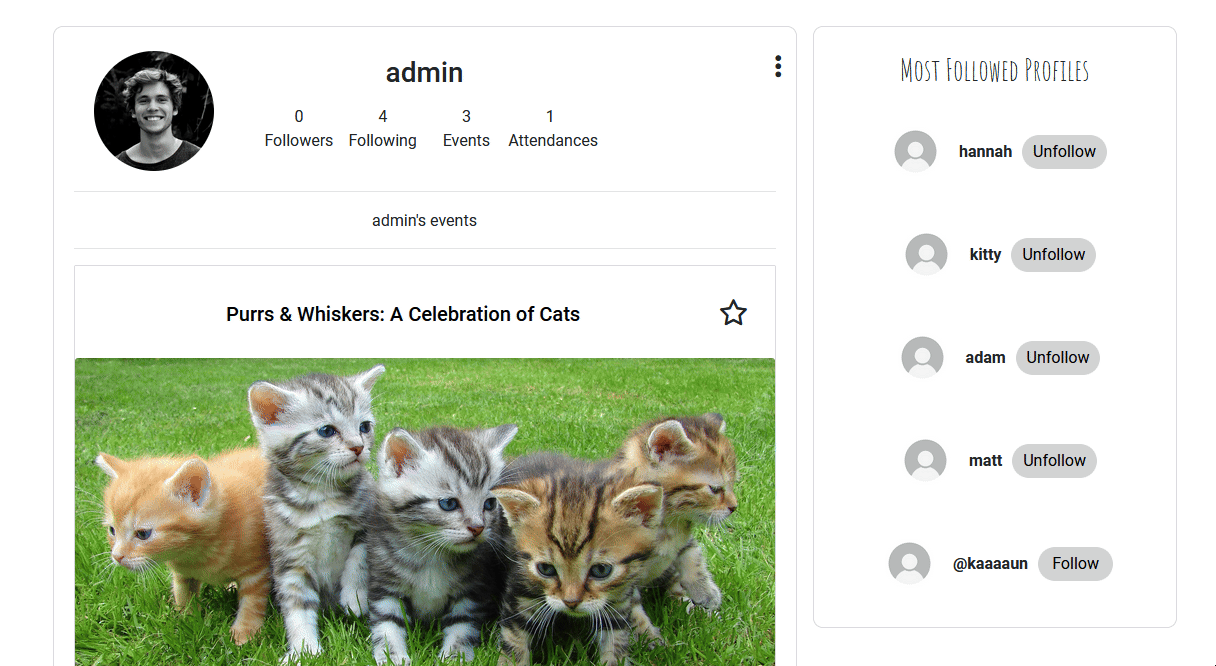 admin
0 4 3 1
Followers Following Events Attendances
admin's events
Purrs & Whiskers: A Celebration of Cats
Most Followed Profiles
hannah Unfollow
kitty Unfollow
adam Unfollow
matt Unfollow
@kaaaaun Follow